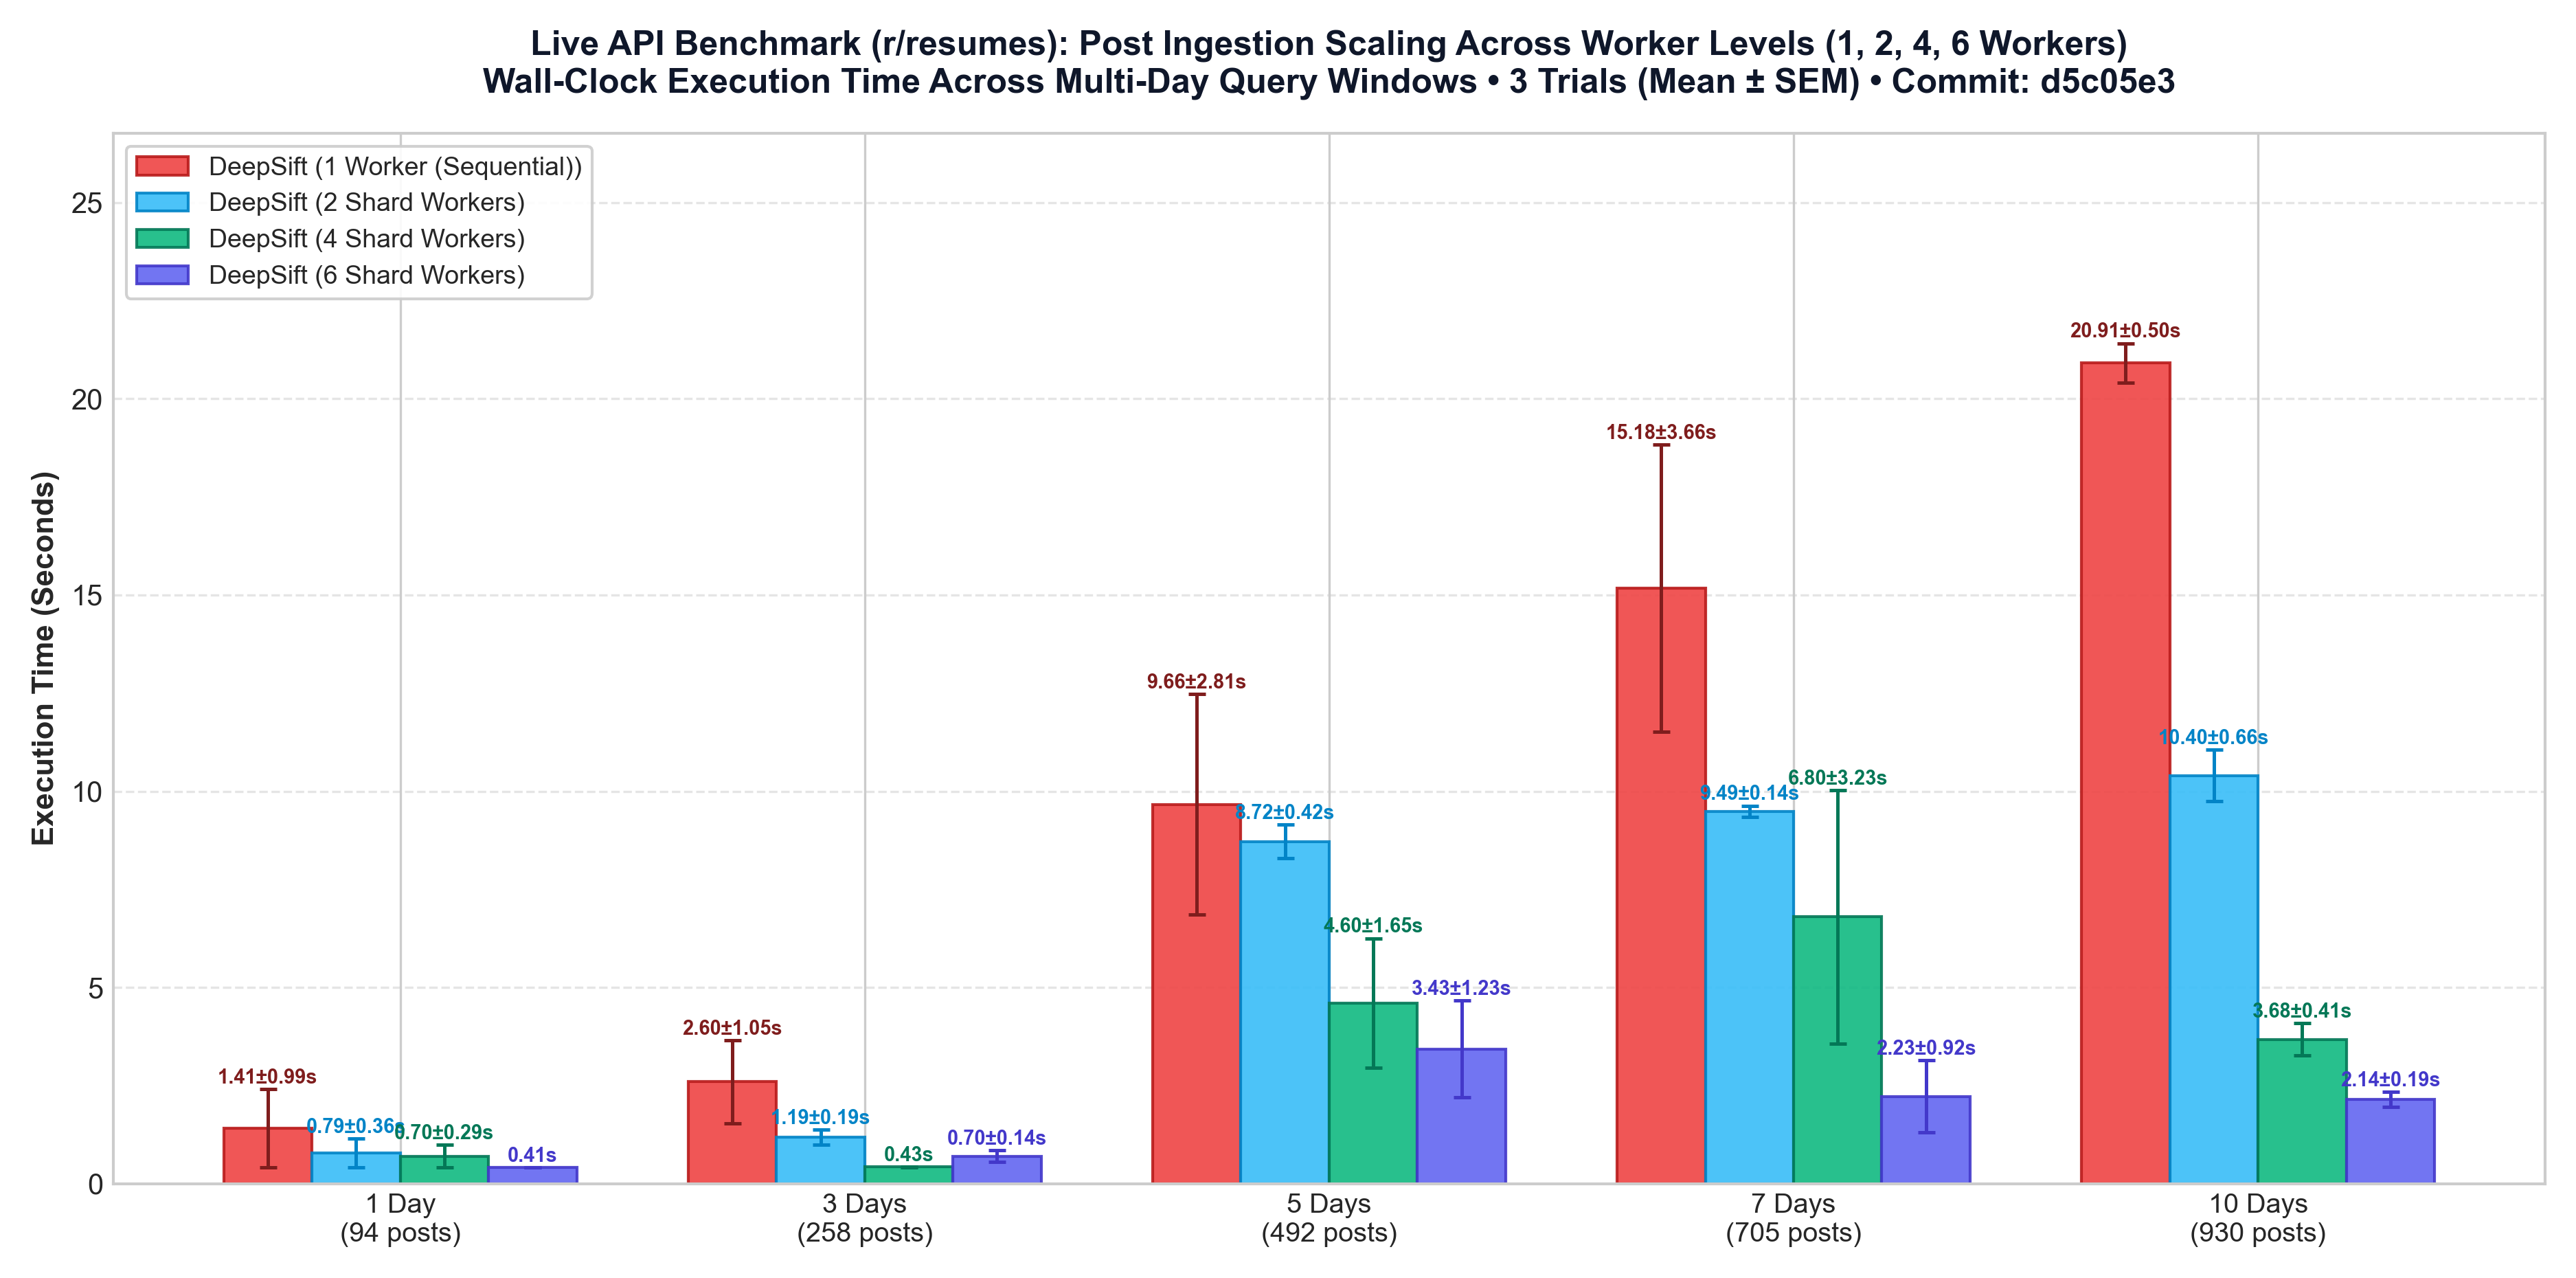 Live API Benchmark (r/resumes): Post Ingestion Scaling Across Worker Levels (1, 2, 4, 6 Workers)
Wall-Clock Execution Time Across Multi-Day Query Windows • 3 Trials (Mean ± SEM) • Commit: d5c05e3
DeepSift (1 Worker (Sequential))
DeepSift (2 Shard Workers)
DeepSift (4 Shard Workers)
DeepSift (6 Shard Workers)
Execution Time (Seconds)
25
20
15
10
5
0
1.41±0.99s
0.79±0.36s
0.70±0.29s
0.41s
2.60±1.05s
1.19±0.19s
0.43s
0.70±0.14s
9.66±2.81s
8.72±0.42s
4.60±1.65s
3.43±1.23s
15.18±3.66s
9.49±0.14s
6.80±3.23s
2.23±0.92s
20.91±0.50s
10.40±0.66s
3.68±0.41s
2.14±0.19s
1 Day
(94 posts)
3 Days
(258 posts)
5 Days
(492 posts)
7 Days
(705 posts)
10 Days
(930 posts)